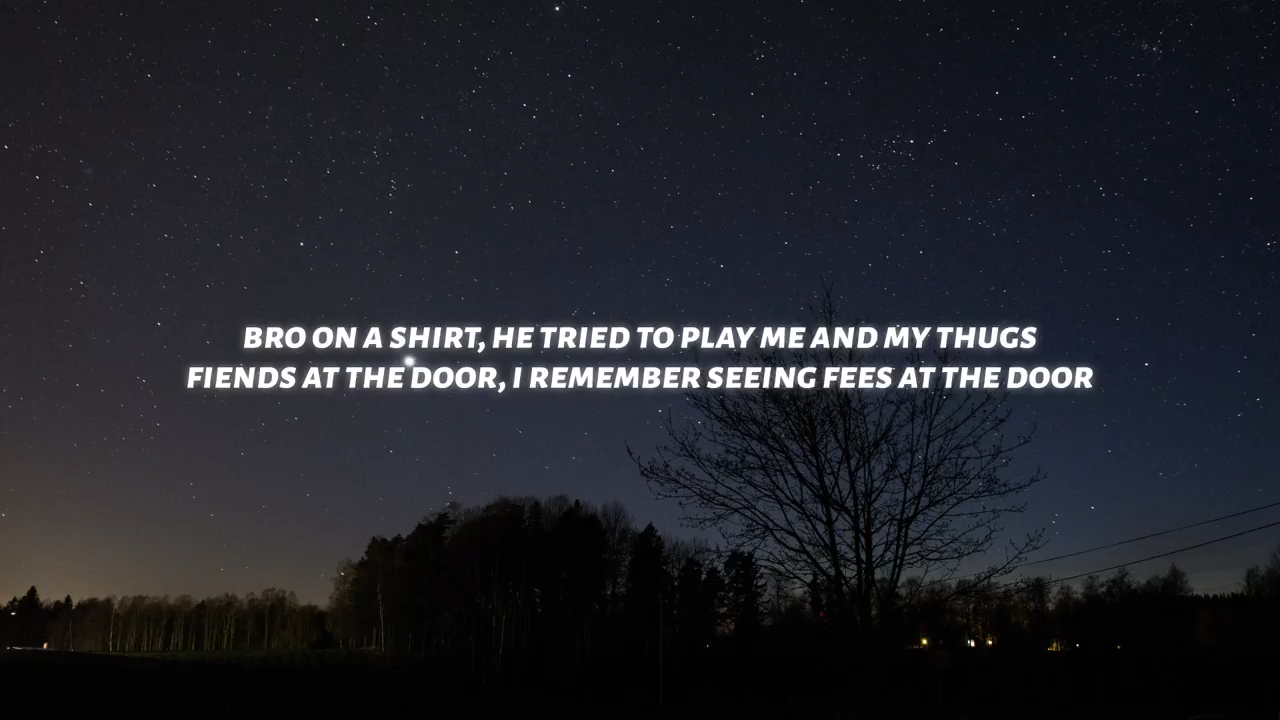 BRO ON A SHIRT, HE TRIED TO PLAY ME AND MY THUGS
FIENDS AT THE DOOR, I REMEMBER SEEING FEES AT THE DOOR